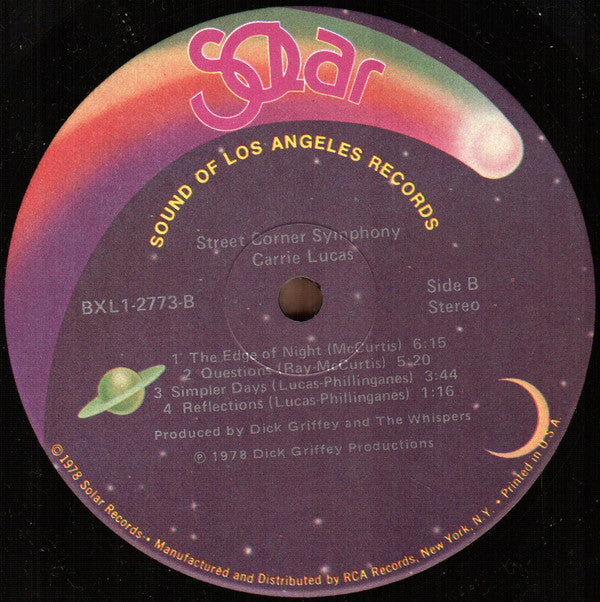 Solar
SOUND OF LOS ANGELES RECORDS
Street Corner Symphony
Carrie Lucas
BXL1-2773-B
Side B
Stereo
1 The Edge of Night (McCurtis) 6:15
2 Questions (Ray-McCurtis) 5:20
3 Simpler Days (Lucas-Phillinganes) 3:44
4 Reflections (Lucas-Phillinganes) 1:16
Produced by Dick Griffey and The Whispers
℗ 1978 Dick Griffey Productions
©1978 Solar Records • Manufactured and Distributed by RCA Records, New York, N.Y. • Printed in U.S.A.